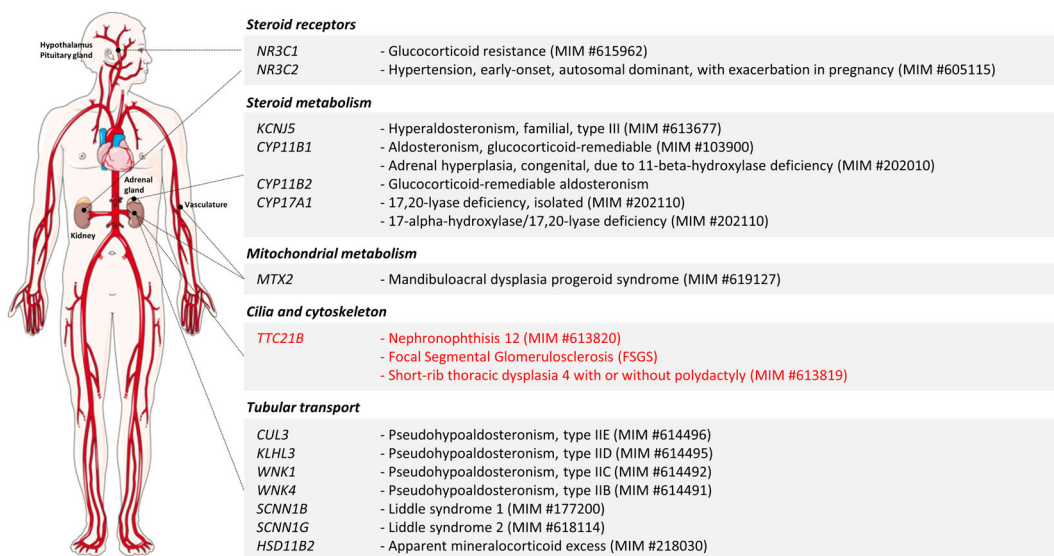 Hypothalamus
Pituitary gland
Adrenal
gland
Vasculature
Kidney
Steroid receptors
NR3C1 - Glucocorticoid resistance (MIM #615962)
NR3C2 - Hypertension, early-onset, autosomal dominant, with exacerbation in pregnancy (MIM #605115)
Steroid metabolism
KCNJ5 - Hyperaldosteronism, familial, type III (MIM #613677)
CYP11B1 - Aldosteronism, glucocorticoid-remediable (MIM #103900)
- Adrenal hyperplasia, congenital, due to 11-beta-hydroxylase deficiency (MIM #202010)
CYP11B2 - Glucocorticoid-remediable aldosteronism
CYP17A1 - 17,20-lyase deficiency, isolated (MIM #202110)
- 17-alpha-hydroxylase/17,20-lyase deficiency (MIM #202110)
Mitochondrial metabolism
MTX2 - Mandibuloacral dysplasia progeroid syndrome (MIM #619127)
Cilia and cytoskeleton
TTC21B - Nephronophthisis 12 (MIM #613820)
- Focal Segmental Glomerulosclerosis (FSGS)
- Short-rib thoracic dysplasia 4 with or without polydactyly (MIM #613819)
Tubular transport
CUL3 - Pseudohypoaldosteronism, type IIE (MIM #614496)
KLHL3 - Pseudohypoaldosteronism, type IID (MIM #614495)
WNK1 - Pseudohypoaldosteronism, type IIC (MIM #614492)
WNK4 - Pseudohypoaldosteronism, type IIB (MIM #614491)
SCNN1B - Liddle syndrome 1 (MIM #177200)
SCNN1G - Liddle syndrome 2 (MIM #618114)
HSD11B2 - Apparent mineralocorticoid excess (MIM #218030)